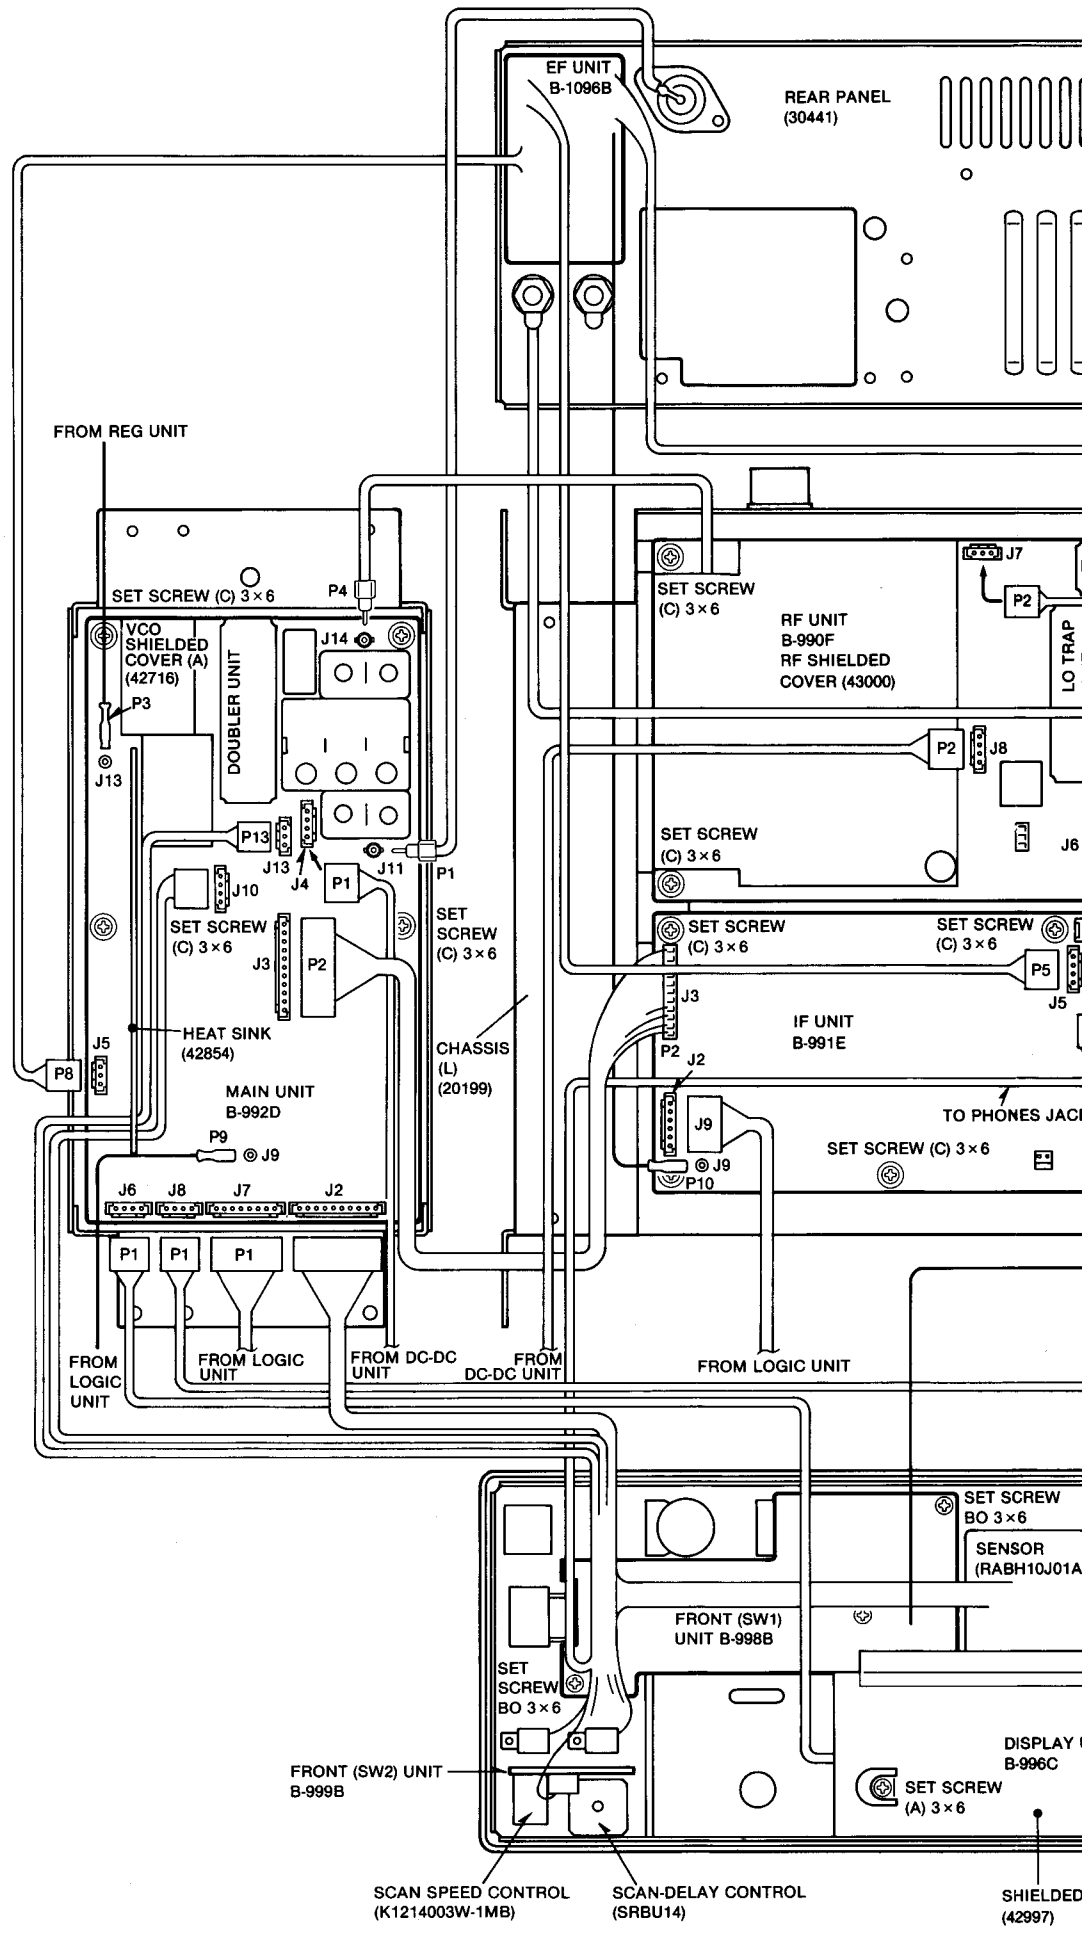 EF UNIT
B-1096B
REAR PANEL
(30441)
FROM REG UNIT
SET SCREW (C) 3×6
P4
VCO
SHIELDED
COVER (A)
(42716)
DOUBLER UNIT
J14
P3
J13
P13
J13
J4
J11
P1
P1
J10
SET SCREW
(C) 3×6
SET
SCREW
(C) 3×6
J3
P2
HEAT SINK
(42854)
J5
P8
MAIN UNIT
B-992D
P9
J9
J6
J8
J7
J2
P1
P1
P1
FROM
LOGIC
UNIT
FROM LOGIC
UNIT
FROM DC-DC
UNIT
FROM
DC-DC UNIT
FROM LOGIC UNIT
CHASSIS
(L)
(20199)
SET SCREW
(C) 3×6
RF UNIT
B-990F
RF SHIELDED
COVER (43000)
J7
P2
LO TRAP
P2
J8
SET SCREW
(C) 3×6
J6
SET SCREW
(C) 3×6
SET SCREW
(C) 3×6
P5
J5
J3
P2
IF UNIT
B-991E
J2
J9
TO PHONES JACK
SET SCREW (C) 3×6
J9
P10
SET SCREW
BO 3×6
SENSOR
(RABH10J01A
FRONT (SW1)
UNIT B-998B
SET
SCREW
BO 3×6
DISPLAY U
B-996C
SET SCREW
(A) 3×6
FRONT (SW2) UNIT
B-999B
SCAN SPEED CONTROL
(K1214003W-1MB)
SCAN-DELAY CONTROL
(SRBU14)
SHIELDED
(42997)